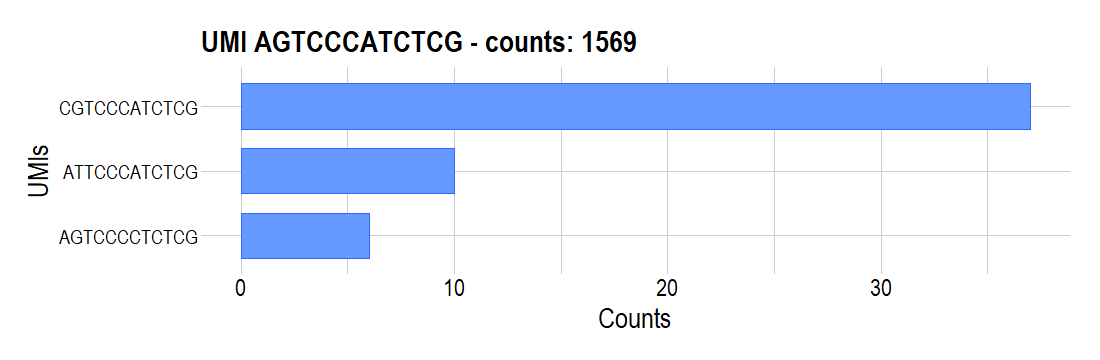 UMI AGTCCCATCTCG - counts: 1569
UMIs
CGTCCCATCTCG
ATTCCCATCTCG
AGTCCCCTCTCG
0 10 20 30
Counts